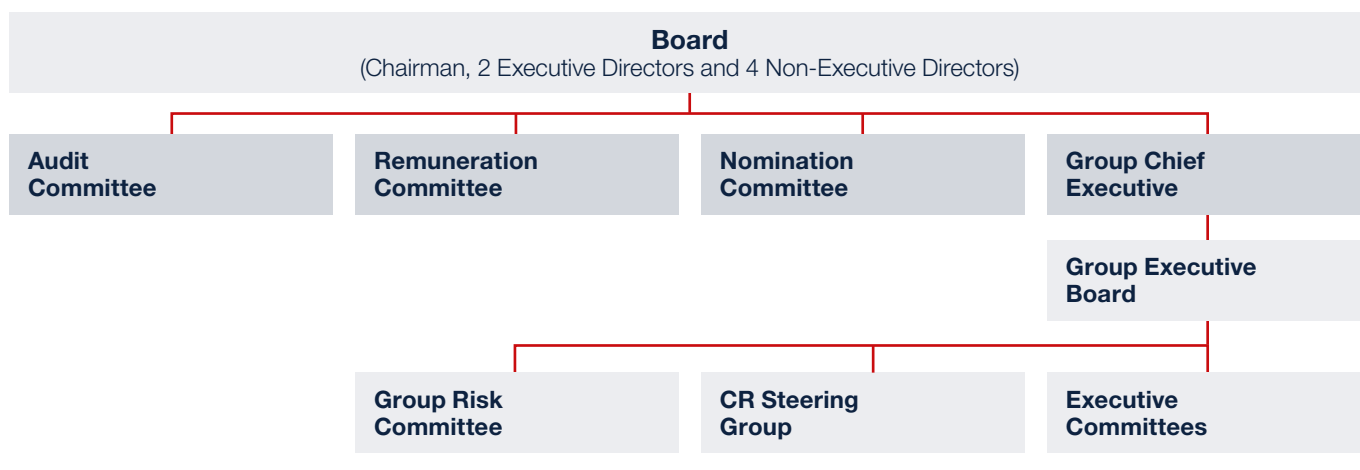 Board
(Chairman, 2 Executive Directors and 4 Non-Executive Directors)
Audit
Committee
Remuneration
Committee
Nomination
Committee
Group Chief
Executive
Group Executive
Board
Group Risk
Committee
CR Steering
Group
Executive
Committees